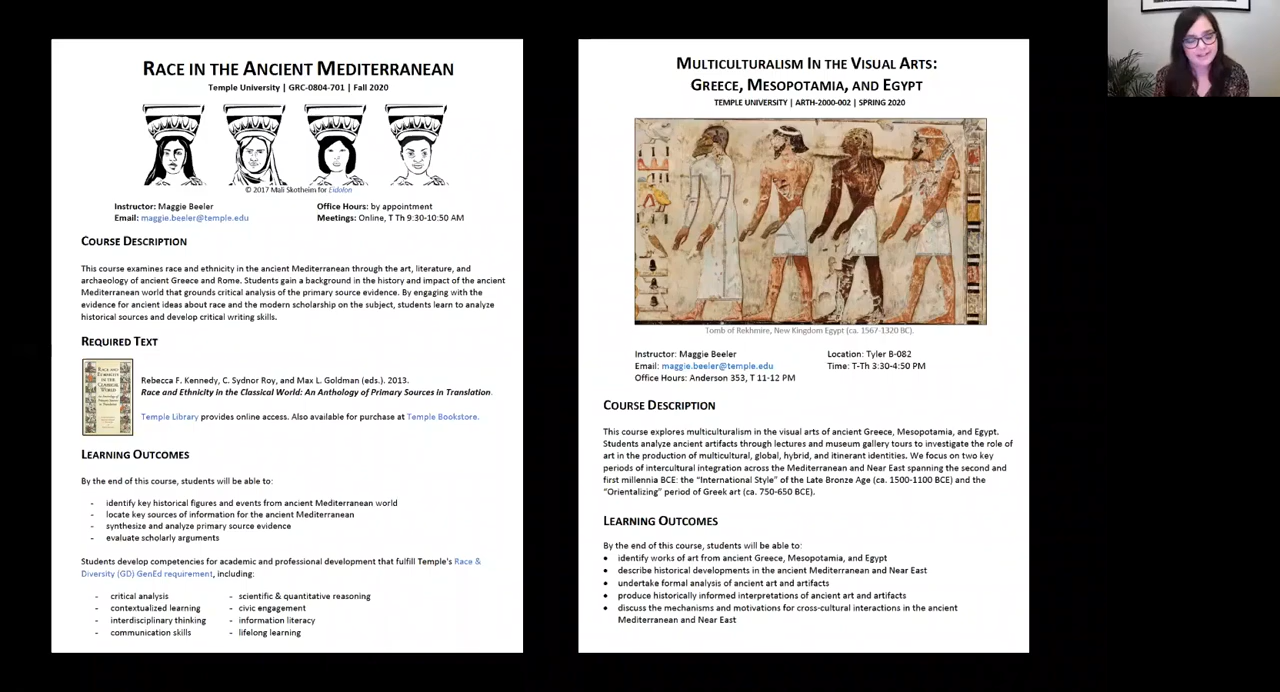 RACE IN THE ANCIENT MEDITERRANEAN
Temple University | GRC-0804-701 | Fall 2020
© 2017 Mali Skotheim for Eidolon
Instructor: Maggie Beeler
Office Hours: by appointment
Email: maggie.beeler@temple.edu
Meetings: Online, T Th 9:30-10:50 AM
COURSE DESCRIPTION
This course examines race and ethnicity in the ancient Mediterranean through the art, literature, and
archaeology of ancient Greece and Rome. Students gain a background in the history and impact of the ancient
Mediterranean world that grounds critical analysis of the primary source evidence. By engaging with the
evidence for ancient ideas about race and the modern scholarship on the subject, students learn to analyze
historical sources and develop critical writing skills.
REQUIRED TEXT
RACE AND
ETHNICITY
IN THE
CLASSICAL
WORLD
Rebecca F. Kennedy, C. Sydnor Roy, and Max L. Goldman (eds.). 2013.
Race and Ethnicity in the Classical World: An Anthology of Primary Sources in Translation.
Temple Library provides online access. Also available for purchase at Temple Bookstore.
LEARNING OUTCOMES
By the end of this course, students will be able to:
- identify key historical figures and events from ancient Mediterranean world
- locate key sources of information for the ancient Mediterranean
- synthesize and analyze primary source evidence
- evaluate scholarly arguments
Students develop competencies for academic and professional development that fulfill Temple's Race &
Diversity (GD) GenEd requirement, including:
- critical analysis
- contextualized learning
- interdisciplinary thinking
- communication skills
- scientific & quantitative reasoning
- civic engagement
- information literacy
- lifelong learning
MULTICULTURALISM IN THE VISUAL ARTS:
GREECE, MESOPOTAMIA, AND EGYPT
TEMPLE UNIVERSITY | ARTH-2000-002 | SPRING 2020
Tomb of Rekhmire, New Kingdom Egypt (ca. 1567-1320 BC).
Instructor: Maggie Beeler
Location: Tyler B-082
Email: maggie.beeler@temple.edu
Time: T-Th 3:30-4:50 PM
Office Hours: Anderson 353, T 11-12 PM
COURSE DESCRIPTION
This course explores multiculturalism in the visual arts of ancient Greece, Mesopotamia, and Egypt.
Students analyze ancient artifacts through lectures and museum gallery tours to investigate the role of
art in the production of multicultural, global, hybrid, and itinerant identities. We focus on two key
periods of intercultural integration across the Mediterranean and Near East spanning the second and
first millennia BCE: the “International Style” of the Late Bronze Age (ca. 1500-1100 BCE) and the
“Orientalizing” period of Greek art (ca. 750-650 BCE).
LEARNING OUTCOMES
By the end of this course, students will be able to:
• identify works of art from ancient Greece, Mesopotamia, and Egypt
• describe historical developments in the ancient Mediterranean and Near East
• undertake formal analysis of ancient art and artifacts
• produce historically informed interpretations of ancient art and artifacts
• discuss the mechanisms and motivations for cross-cultural interactions in the ancient
Mediterranean and Near East